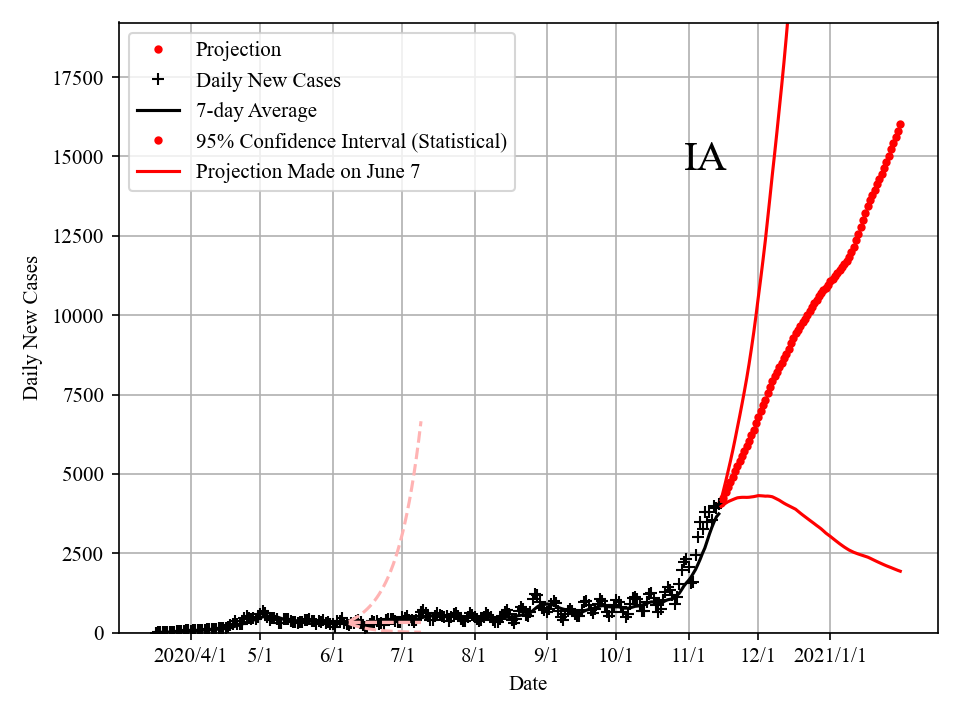 Projection
Daily New Cases
7-day Average
95% Confidence Interval (Statistical)
Projection Made on June 7
IA
17500
15000
12500
10000
7500
5000
2500
0
Daily New Cases
2020/4/1 5/1 6/1 7/1 8/1 9/1 10/1 11/1 12/1 2021/1/1
Date